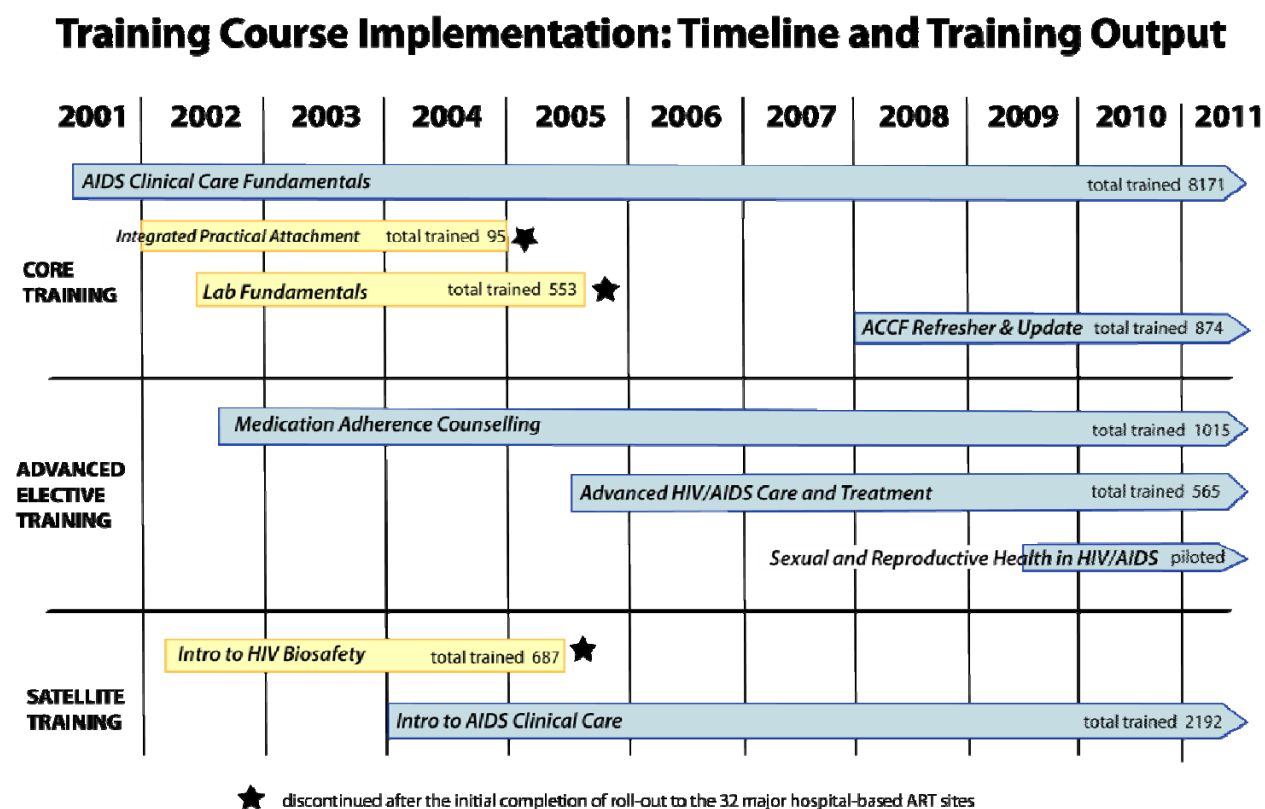 Training Course Implementation: Timeline and Training Output
2001 2002 2003 2004 2005 2006 2007 2008 2009 2010 2011
AIDS Clinical Care Fundamentals total trained 8171
Integrated Practical Attachment total trained 95
CORE
TRAINING
Lab Fundamentals total trained 553
ACCF Refresher & Update total trained 874
Medication Adherence Counselling total trained 1015
ADVANCED
ELECTIVE
TRAINING
Advanced HIV/AIDS Care and Treatment total trained 565
Sexual and Reproductive Health in HIV/AIDS piloted
Intro to HIV Biosafety total trained 687
SATELLITE
TRAINING
Intro to AIDS Clinical Care total trained 2192
discontinued after the initial completion of roll-out to the 32 major hospital-based ART sites